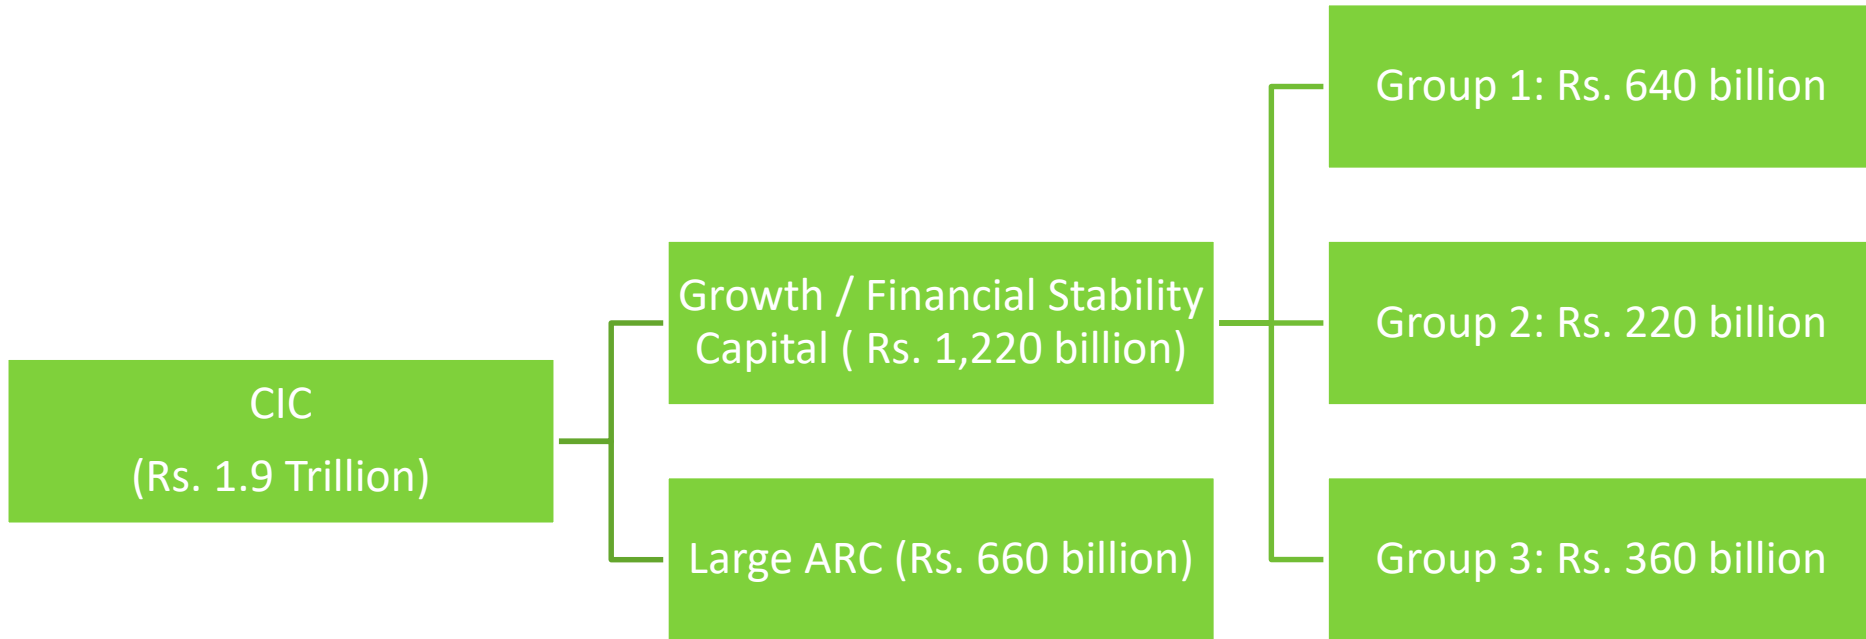 CIC
(Rs. 1.9 Trillion)
Growth / Financial Stability
Capital ( Rs. 1,220 billion)
Large ARC (Rs. 660 billion)
Group 1: Rs. 640 billion
Group 2: Rs. 220 billion
Group 3: Rs. 360 billion